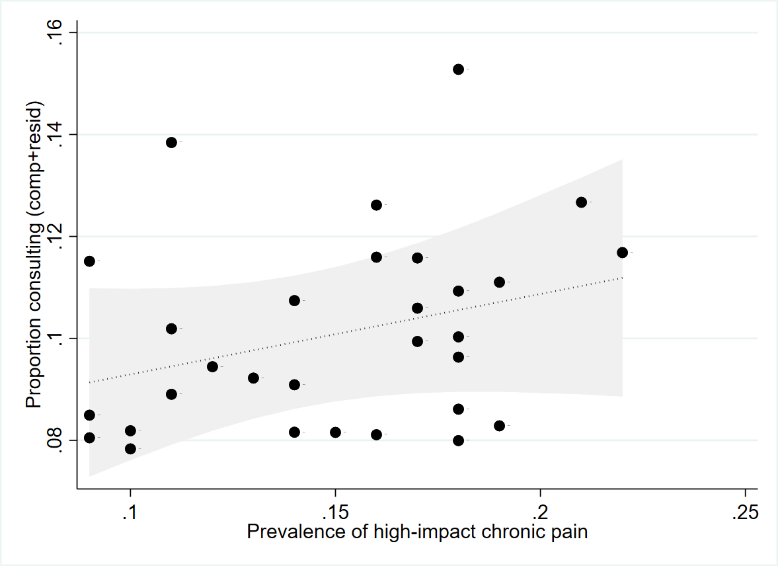 Proportion consulting (comp+resid)
.16
.14
.12
.1
.08
.1 .15 .2 .25
Prevalence of high-impact chronic pain